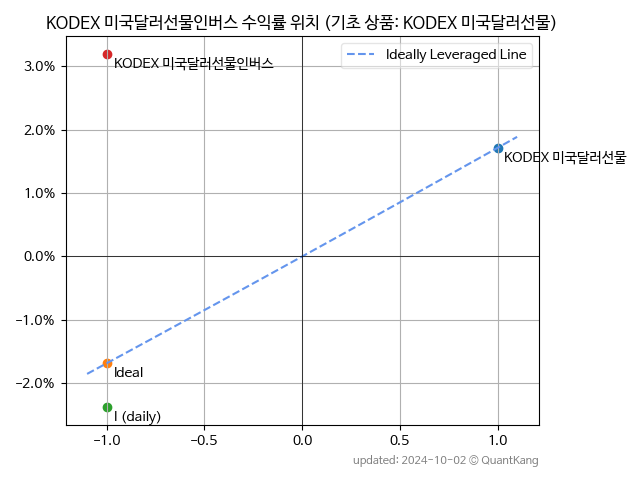 KODEX 미국달러선물인버스 수익률 위치 (기초 상품: KODEX 미국달러선물)
Ideally Leveraged Line
3.0%
KODEX 미국달러선물인버스
2.0%
KODEX 미국달러선물
1.0%
0.0%
-1.0%
Ideal
-2.0%
I (daily)
-1.0 -0.5 0.0 0.5 1.0
updated: 2024-10-02 © QuantKang